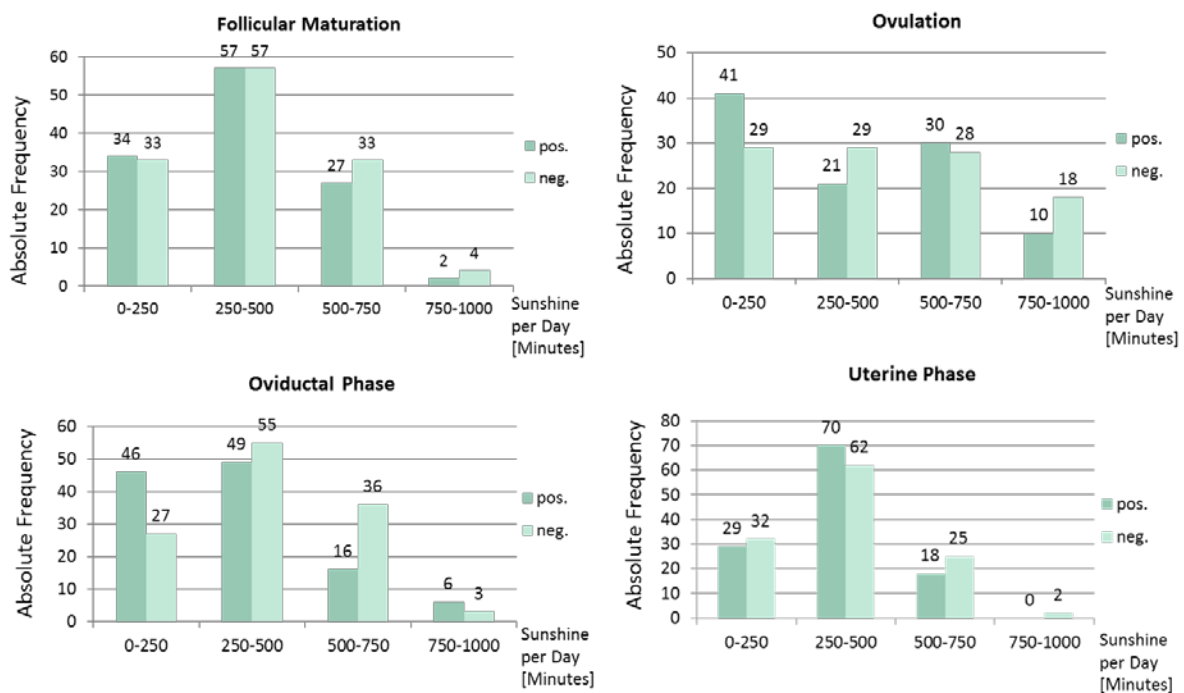 Follicular Maturation
Absolute Frequency
60
50
40
30
20
10
0
34
33
57
57
27
33
2
4
0-250
250-500
500-750
750-1000
Sunshine
per Day
[Minutes]
pos.
neg.
Ovulation
Absolute Frequency
50
40
30
20
10
0
41
29
21
29
30
28
10
18
0-250
250-500
500-750
750-1000
Sunshine
per Day
[Minutes]
pos.
neg.
Oviductal Phase
Absolute Frequency
60
50
40
30
20
10
0
46
27
49
55
16
36
6
3
0-250
250-500
500-750
750-1000
Sunshine
per Day
[Minutes]
pos.
neg.
Uterine Phase
Absolute Frequency
80
70
60
50
40
30
20
10
0
29
32
70
62
18
25
0
2
0-250
250-500
500-750
750-1000
Sunshine
per Day
[Minutes]
pos.
neg.